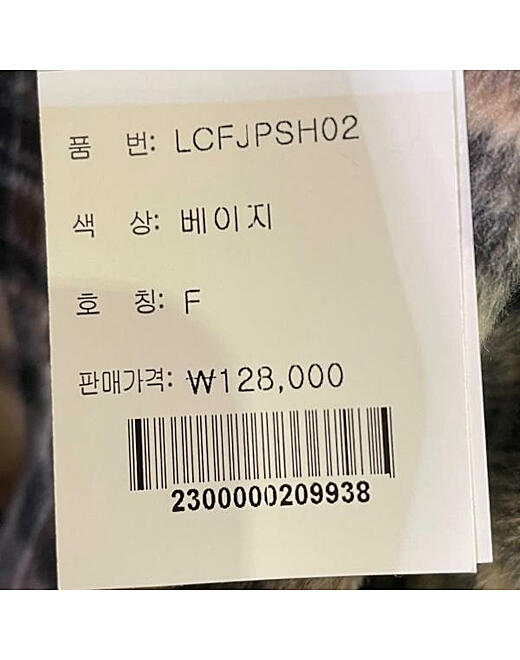 품 번: LCFJPSH02
색 상: 베이지
호 칭: F
판매가격: ₩128,000
2300000209938